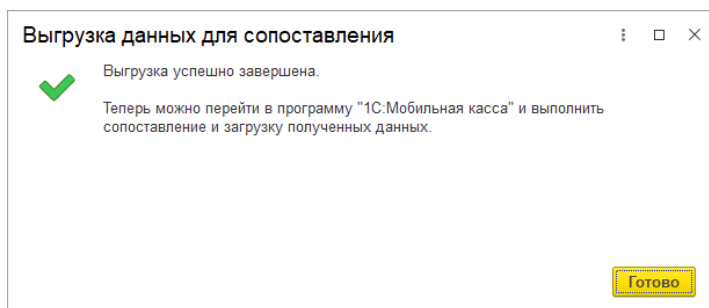 Выгрузка данных для сопоставления
Выгрузка успешно завершена.
Теперь можно перейти в программу "1С:Мобильная касса" и выполнить
сопоставление и загрузку полученных данных.
Готово